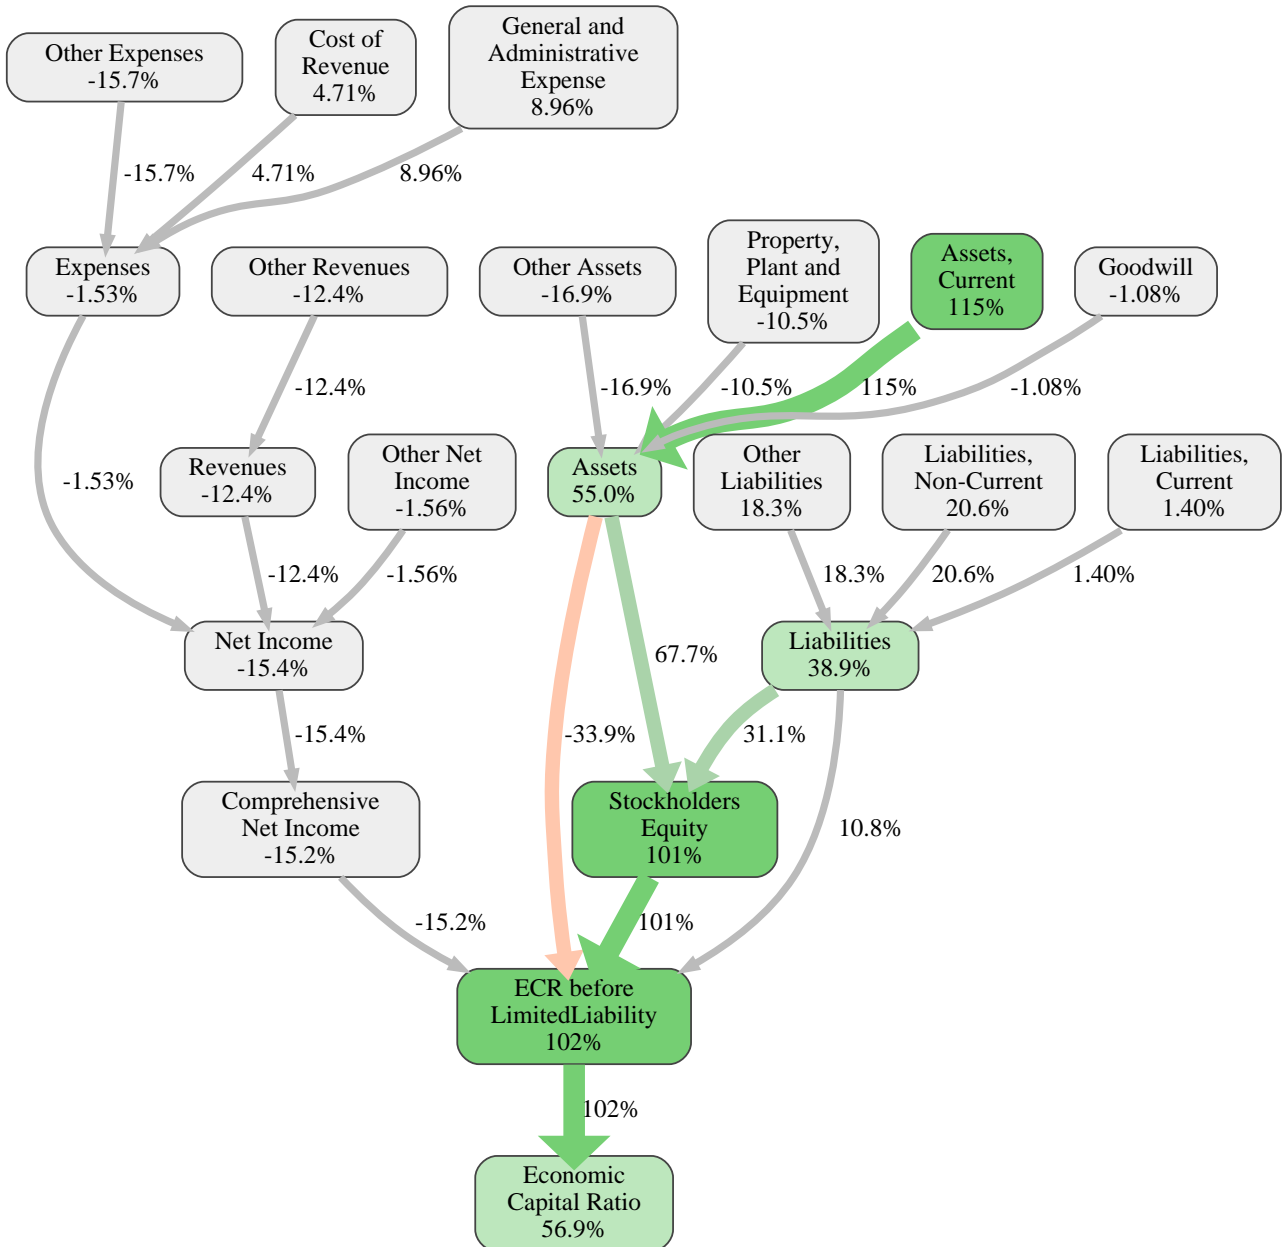 Other Expenses
-15.7%
Cost of
Revenue
4.71%
General and
Administrative
Expense
8.96%
-15.7%
4.71%
8.96%
Expenses
-1.53%
Other Revenues
-12.4%
Other Assets
-16.9%
Property,
Plant and
Equipment
-10.5%
Assets,
Current
115%
Goodwill
-1.08%
-12.4%
-16.9%
-10.5%
115%
-1.08%
-1.53%
Revenues
-12.4%
Other Net
Income
-1.56%
Assets
55.0%
Other
Liabilities
18.3%
Liabilities,
Non-Current
20.6%
Liabilities,
Current
1.40%
-12.4%
-1.56%
18.3%
20.6%
1.40%
Net Income
-15.4%
67.7%
Liabilities
38.9%
-15.4%
-33.9%
31.1%
Comprehensive
Net Income
-15.2%
Stockholders
Equity
101%
10.8%
-15.2%
101%
ECR before
LimitedLiability
102%
102%
Economic
Capital Ratio
56.9%